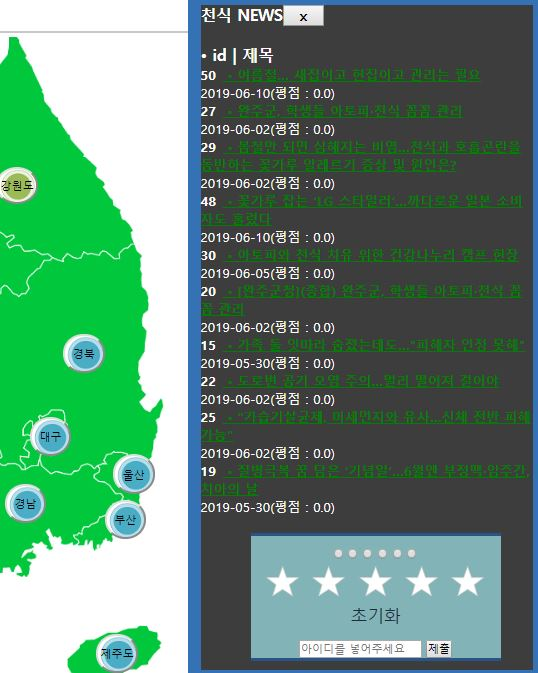 강원도
경북
대구
울산
경남
부산
제주도
천식 NEWS x
• id | 제목
50 • 여름철... 새집이고 헌집이고 관리는 필요
2019-06-10(평점 : 0.0)
27 • 완주군, 학생들 아토피·천식 꼼꼼 관리
2019-06-02(평점 : 0.0)
29 • 봄철만 되면 심해지는 비염...천식과 호흡곤란을
동반하는 꽃가루 알레르기 증상 및 원인은?
2019-06-02(평점 : 0.0)
48 • 꽃가루 잡는 'LG 스타일러'...까다로운 일본 소비
자도 홀렸다
2019-06-10(평점 : 0.0)
30 • 아토피와 천식 치유 위한 건강나누리 캠프 현장
2019-06-05(평점 : 0.0)
20 • [완주군청](종합) 완주군, 학생들 아토피·천식 꼼
꼼 관리
2019-06-02(평점 : 0.0)
15 • 가족 둘 잇따라 숨졌는데도..."피해자 인정 못해"
2019-05-30(평점 : 0.0)
22 • 도로변 공기 오염 주의...멀리 떨어져 걸어야
2019-06-02(평점 : 0.0)
25 • "가습기살균제, 미세먼지와 유사...신체 전반 피해
가능"
2019-06-02(평점 : 0.0)
19 • 질병극복 꿈 담은 '기념일'...6월엔 부정맥·입주간,
치아의 날
2019-05-30(평점 : 0.0)
초기화
아이디를 넣어주세요 제출